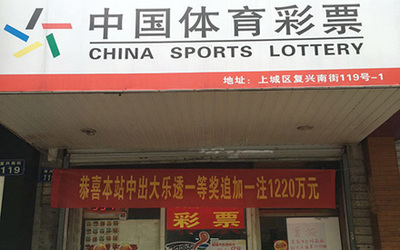 中国体育彩票
CHINA SPORTS LOTTERY
地址：上城区复兴南街119号-1
119
恭喜本站中出大乐透一等奖追加一注1220万元
彩票